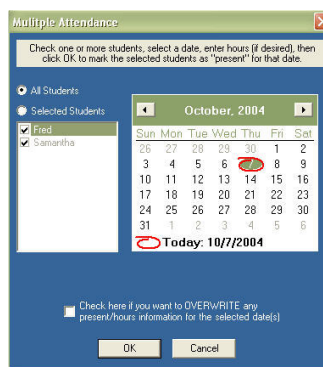 Mulitple Attendance
Check one or more students, select a date, enter hours (if desired), then
click OK to mark the selected students as "present" for that date.
All Students
Selected Students
Fred
Samantha
October, 2004
Sun Mon Tue Wed Thu Fri Sat
26 27 28 29 30 1 2
3 4 5 6 7 8 9
10 11 12 13 14 15 16
17 18 19 20 21 22 23
24 25 26 27 28 29 30
31 1 2 3 4 5 6
Today: 10/7/2004
Check here if you want to OVERWRITE any
present/hours information for the selected date(s)
OK Cancel